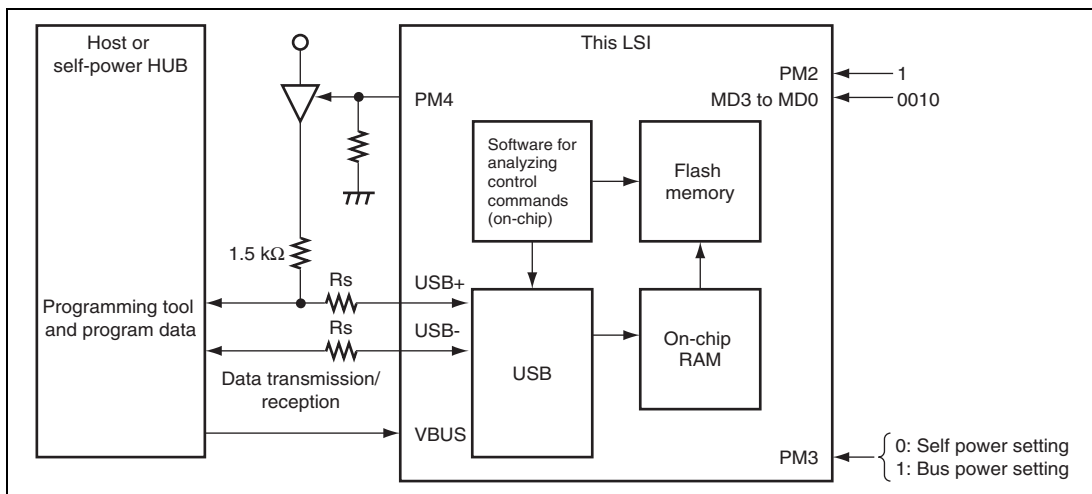 Host or
self-power HUB
This LSI
PM2
1
MD3 to MD0
0010
PM4
Software for
analyzing
control
commands
(on-chip)
Flash
memory
1.5 kΩ
Rs
USB+
Programming tool
and program data
Rs
USB-
USB
On-chip
RAM
Data transmission/
reception
VBUS
PM3
0: Self power setting
1: Bus power setting